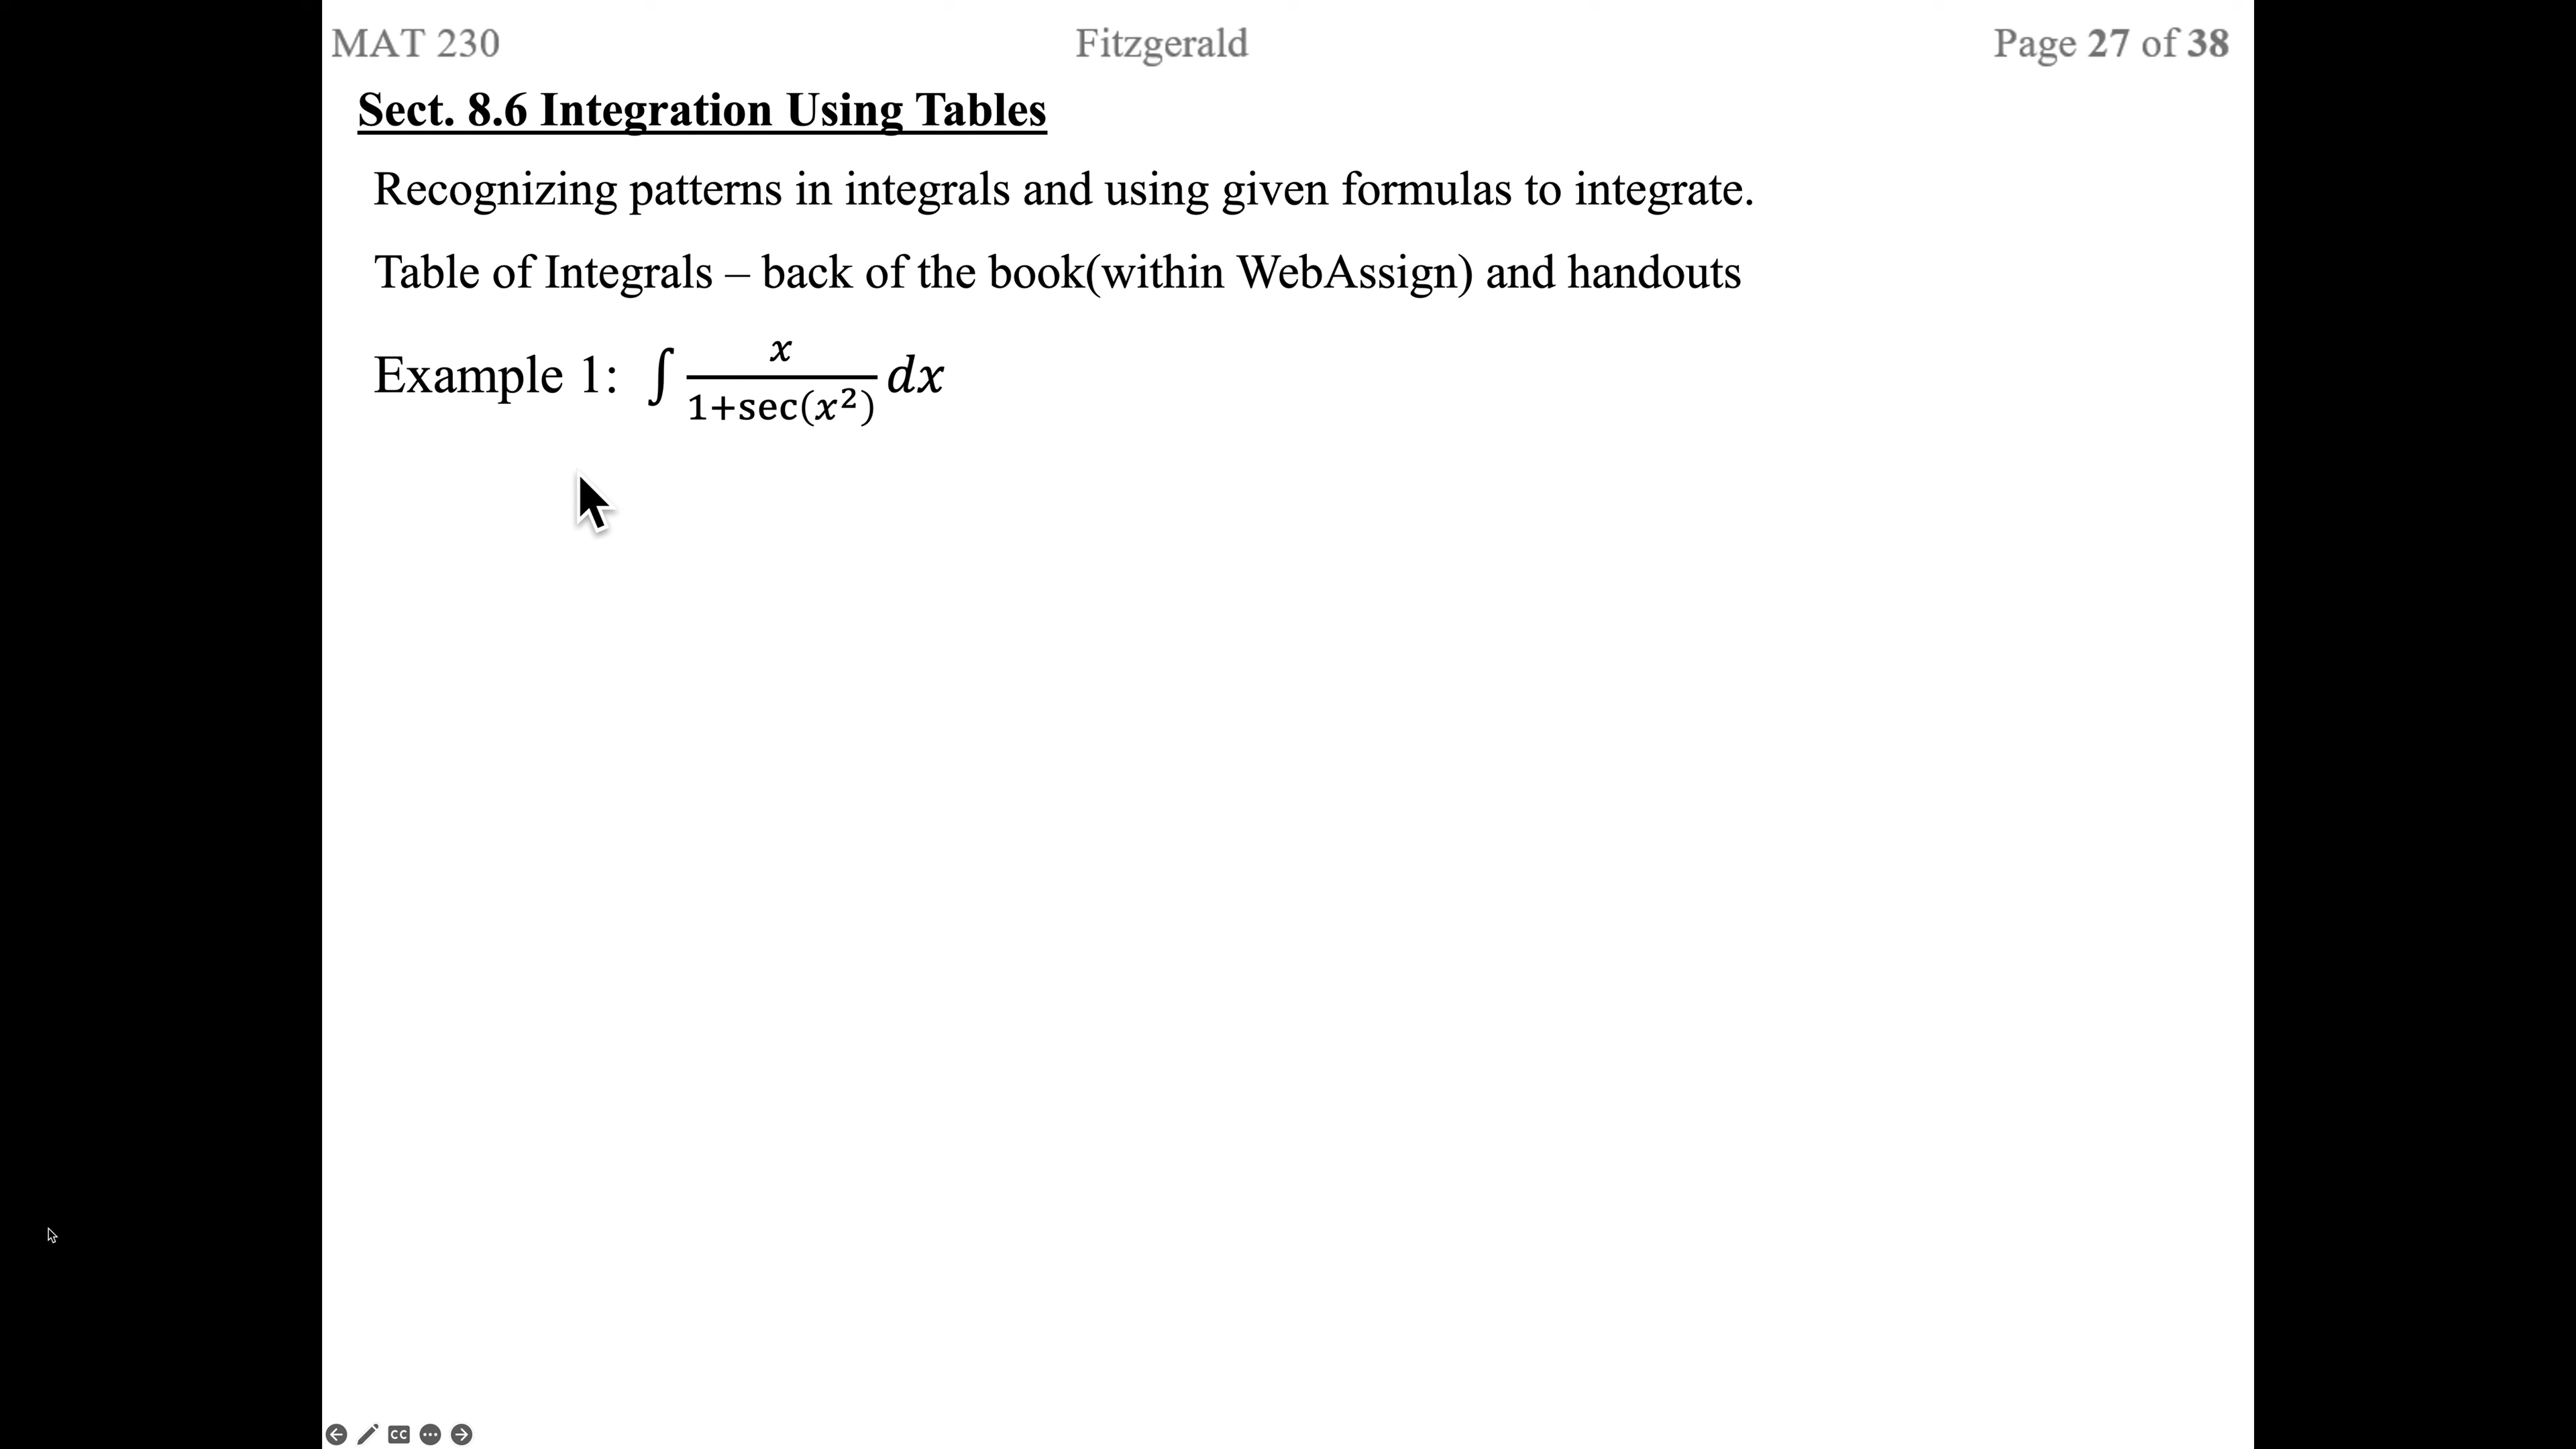 MAT 230 Fitzgerald Page 27 of 38
Sect. 8.6 Integration Using Tables
Recognizing patterns in integrals and using given formulas to integrate.
Table of Integrals – back of the book(within WebAssign) and handouts
Example 1: ∫ x/(1+sec(x²)) dx
CC